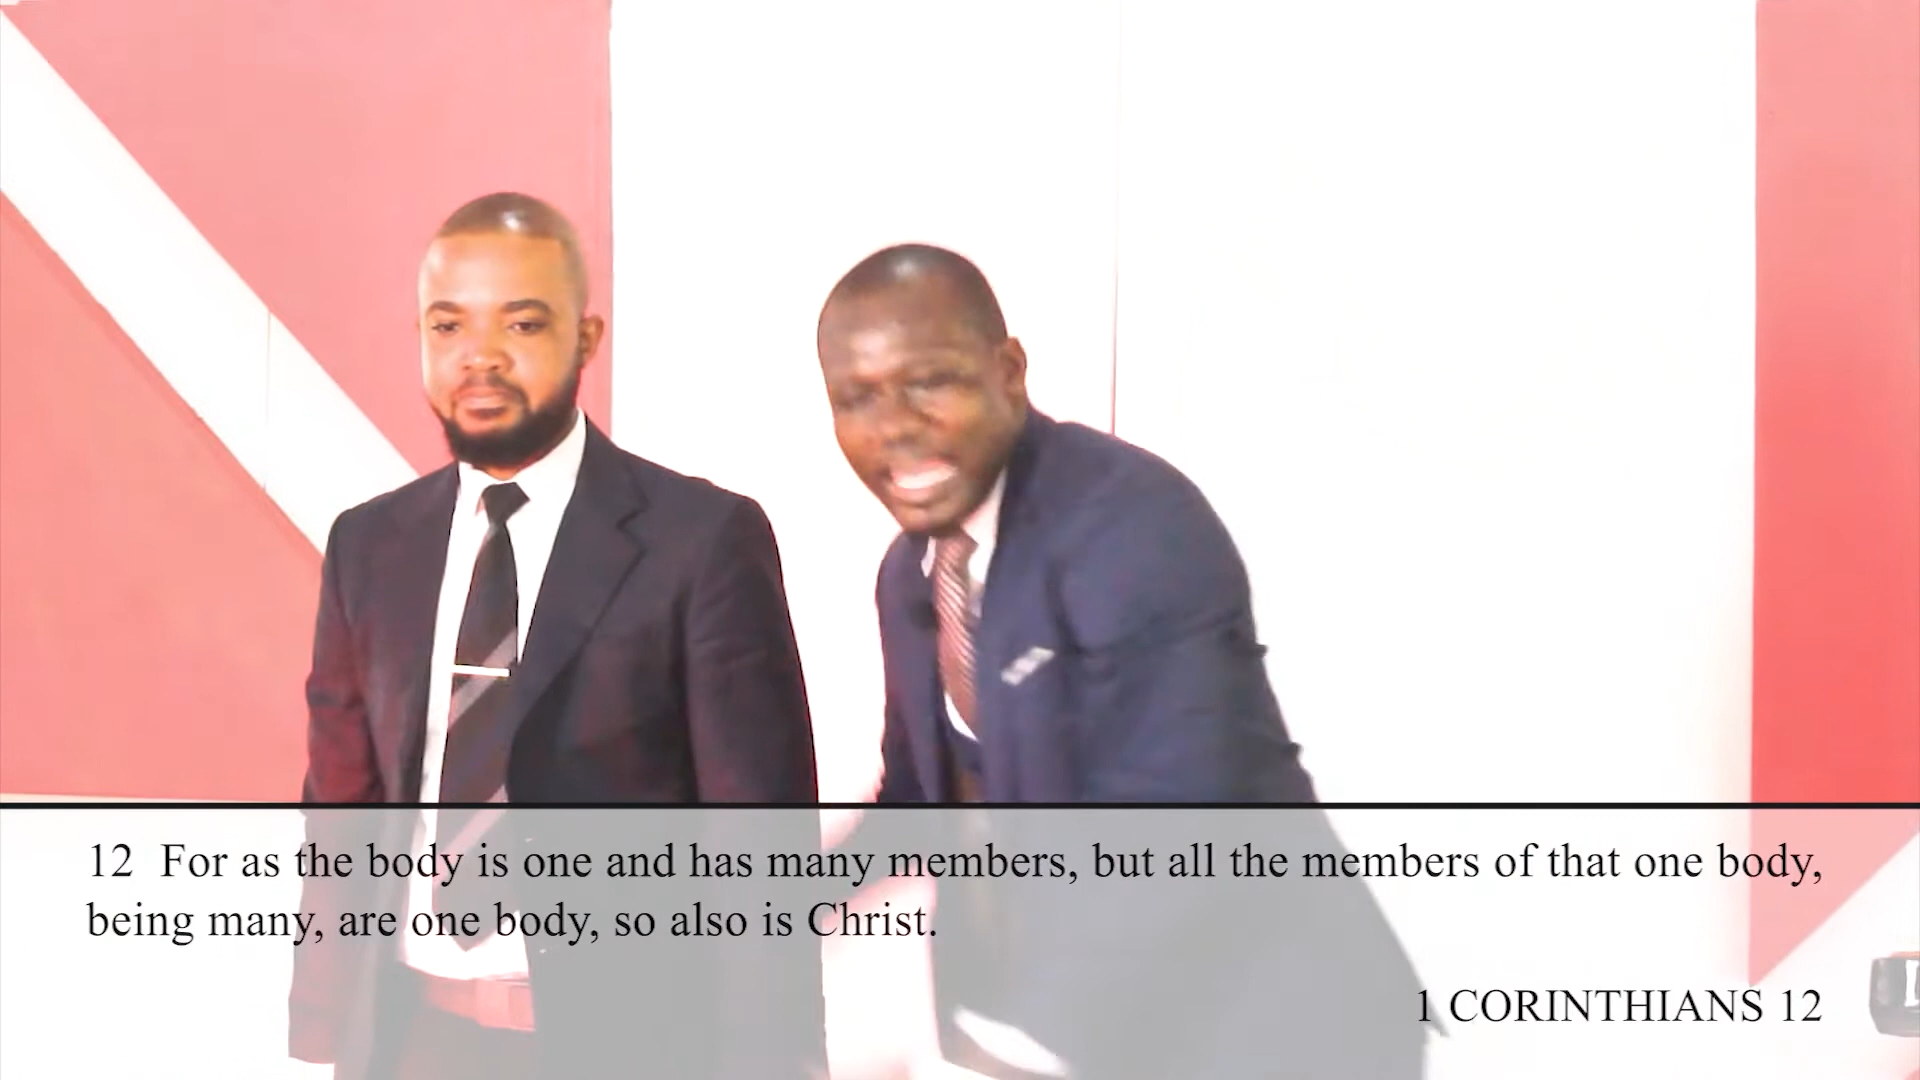 12 For as the body is one and has many members, but all the members of that one body,
being many, are one body, so also is Christ.
1 CORINTHIANS 12